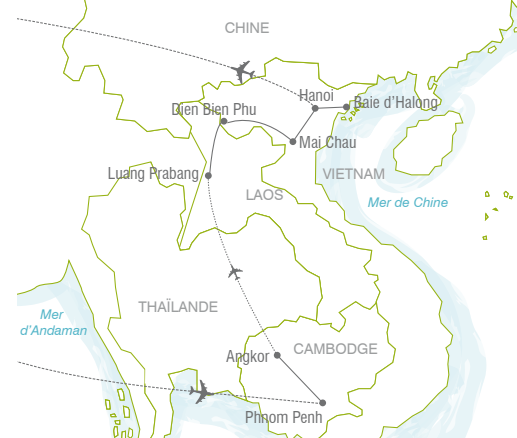 CHINE
Hanoi
Baie d'Halong
Dien Bien Phu
Mai Chau
Luang Prabang
VIETNAM
LAOS
Mer de Chine
THAÏLANDE
Mer
d'Andaman
Angkor
CAMBODGE
Phnom Penh